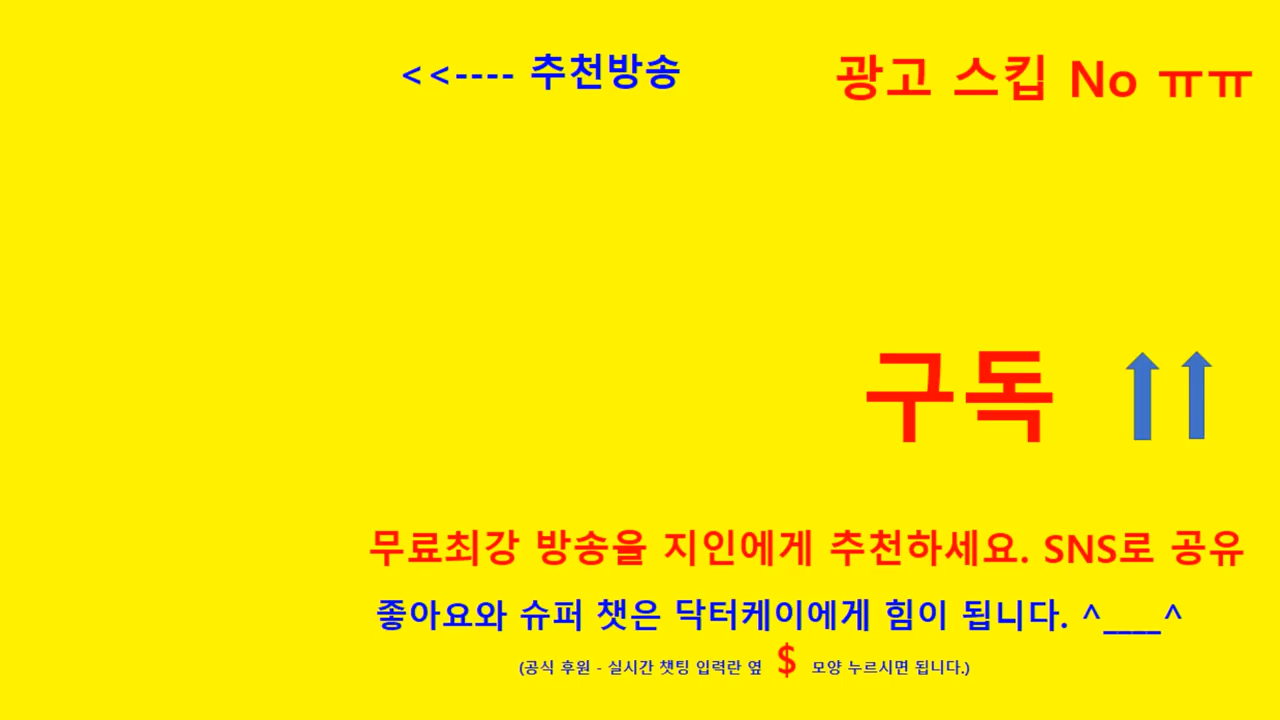 <<---- 추천방송
광고 스킵 No ㅠㅠ
구독
무료최강 방송을 지인에게 추천하세요. SNS로 공유
좋아요와 슈퍼 챗은 닥터케이에게 힘이 됩니다. ^____^
(공식 후원 - 실시간 챗팅 입력란 옆 $ 모양 누르시면 됩니다.)